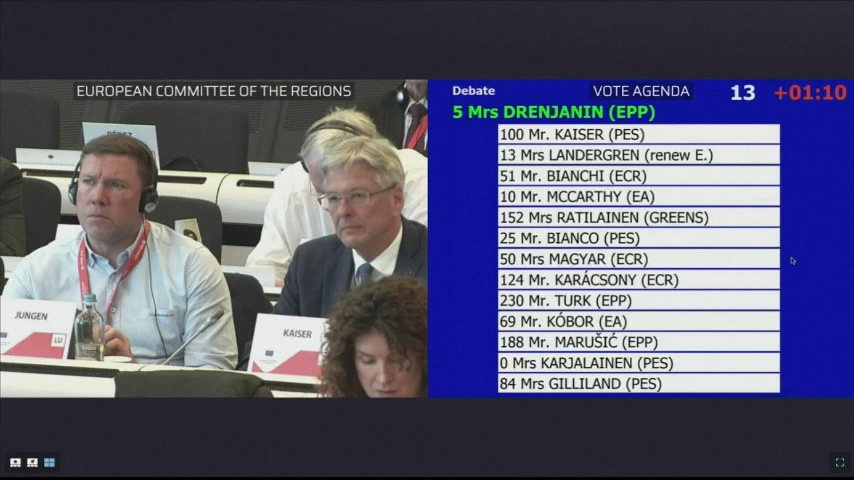 EUROPEAN COMMITTEE OF THE REGIONS
PÉREZ
JUNGEN
LU
KAISER
Debate
VOTE AGENDA
13
+01:10
5 Mrs DRENJANIN (EPP)
100 Mr. KAISER (PES)
13 Mrs LANDERGREN (renew E.)
51 Mr. BIANCHI (ECR)
10 Mr. MCCARTHY (EA)
152 Mrs RATILAINEN (GREENS)
25 Mr. BIANCO (PES)
50 Mrs MAGYAR (ECR)
124 Mr. KARÁCSONY (ECR)
230 Mr. TURK (EPP)
69 Mr. KÓBOR (EA)
188 Mr. MARUŠIĆ (EPP)
0 Mrs KARJALAINEN (PES)
84 Mrs GILLILAND (PES)